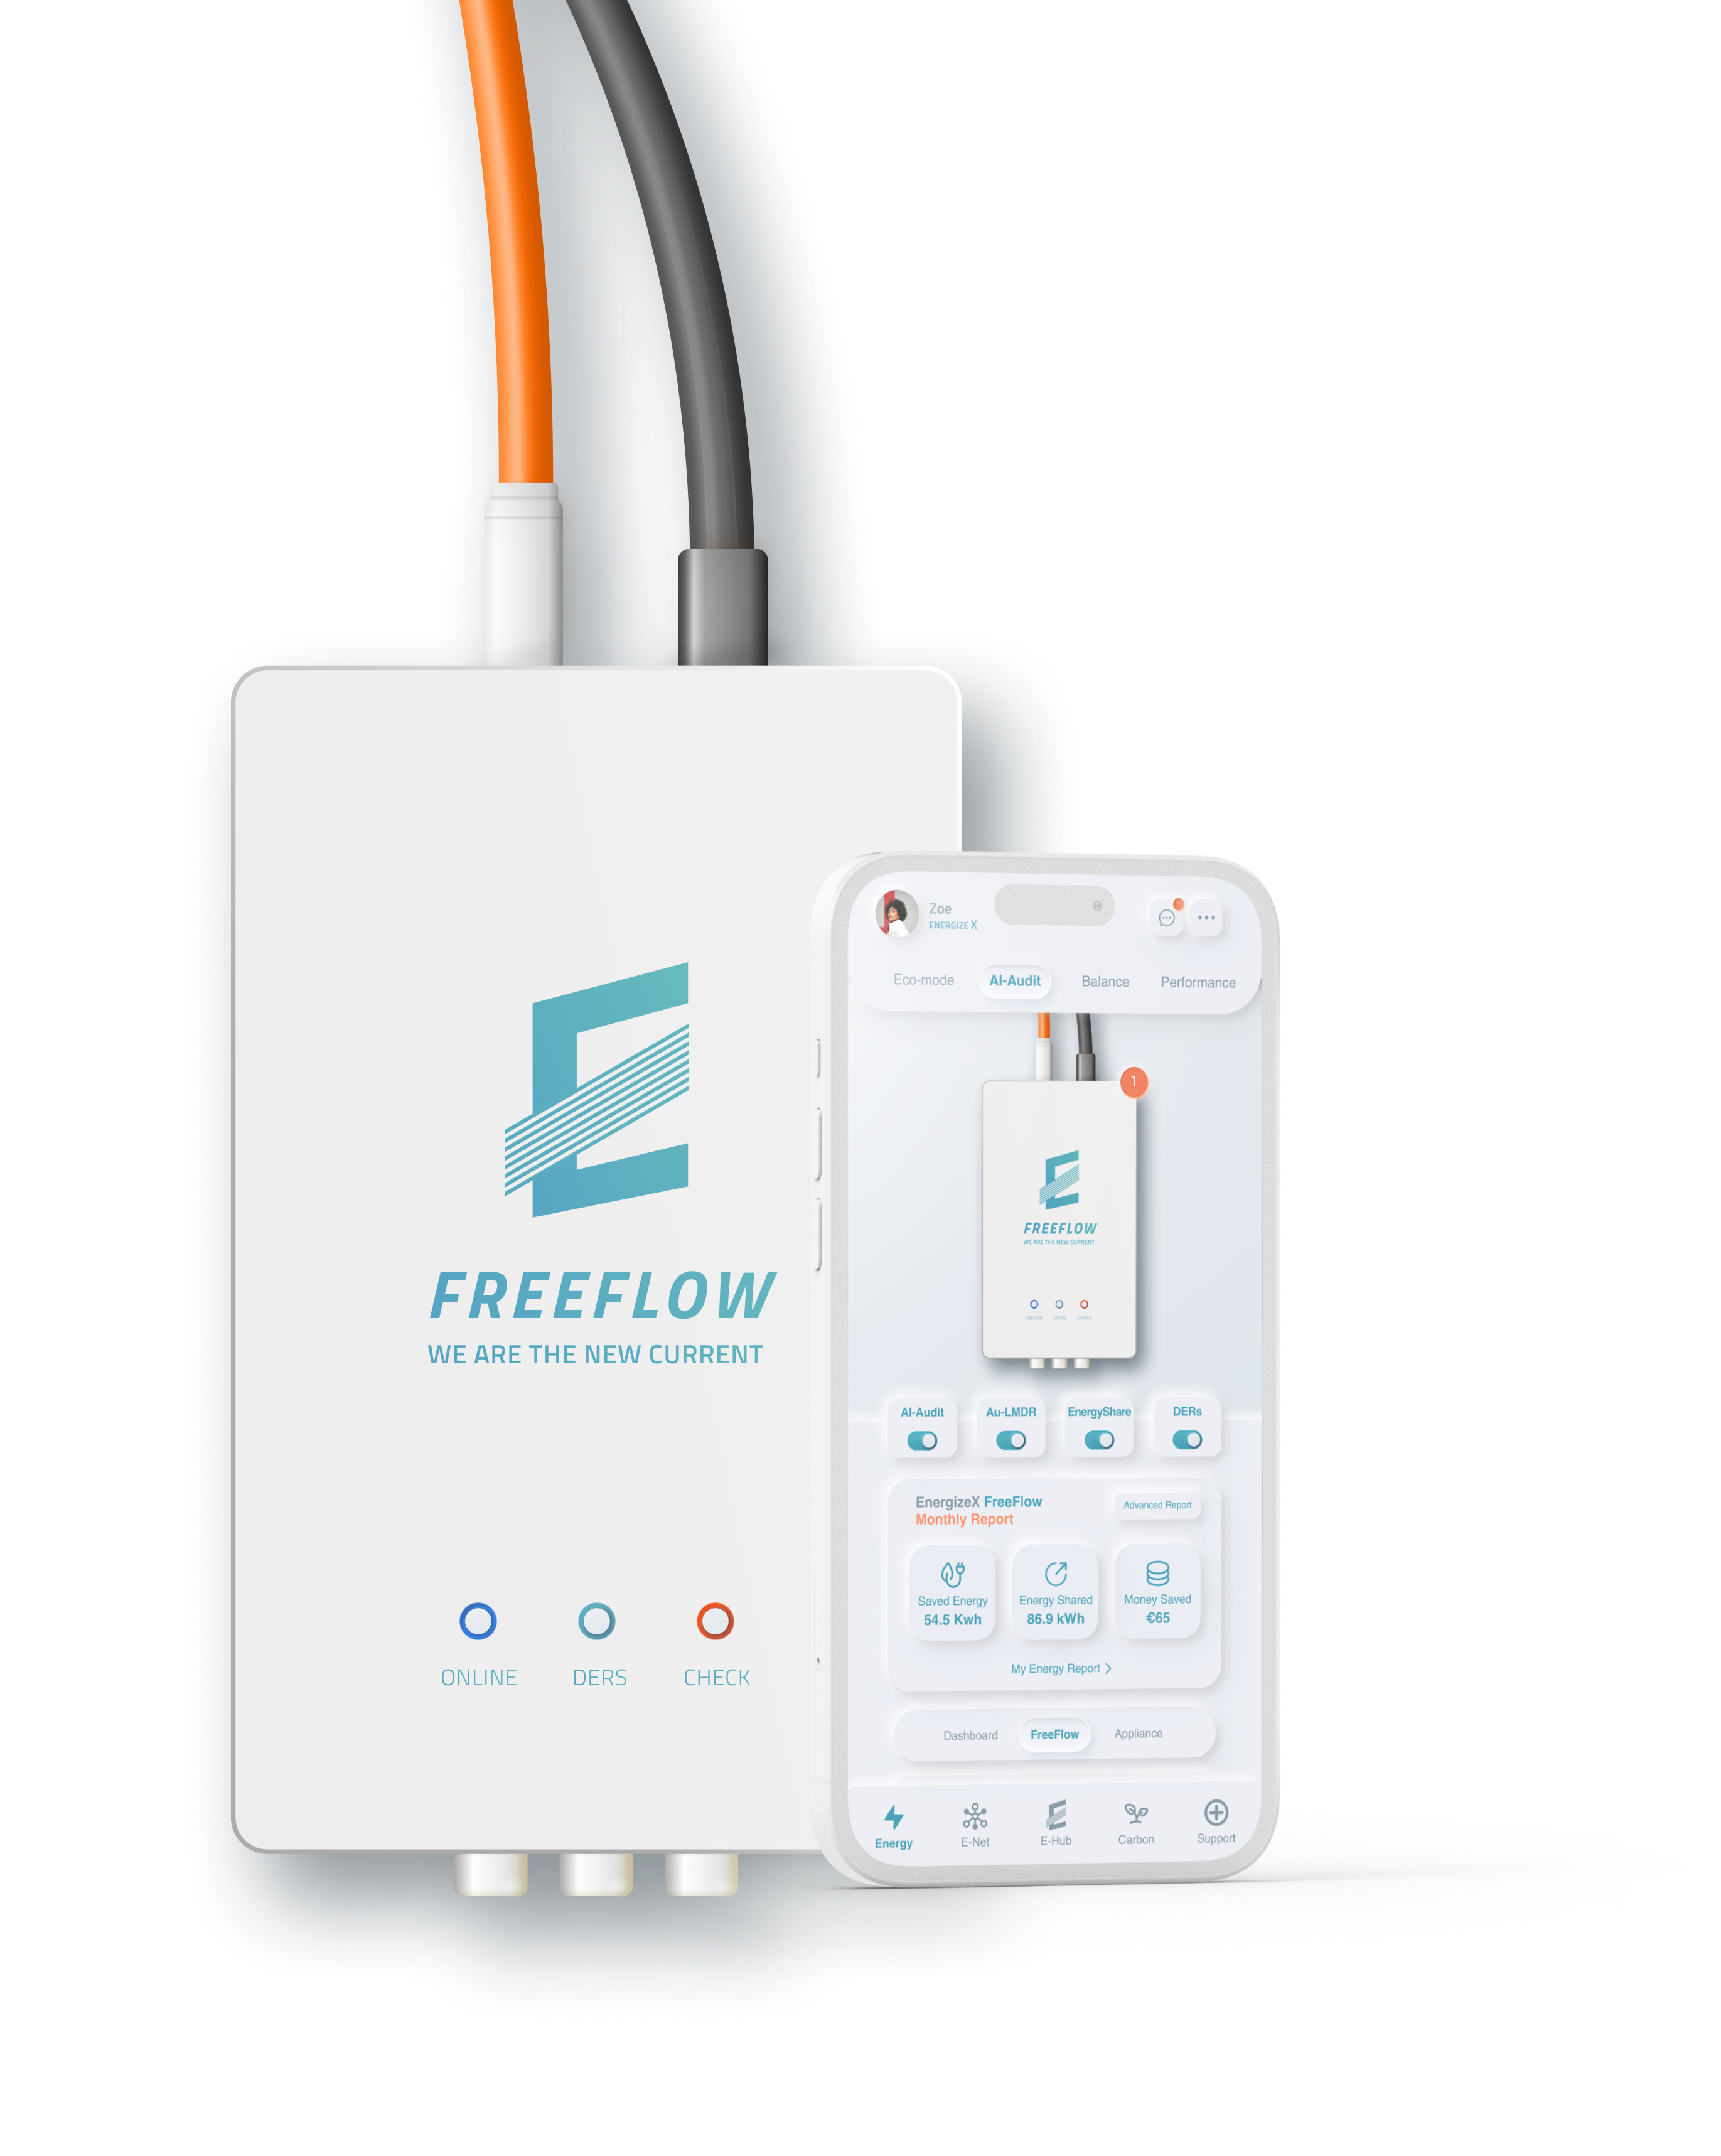 FREEFLOW
WE ARE THE NEW CURRENT
ONLINE DERS CHECK
Zoe
ENERGIZE X
Eco-mode AI-Audit Balance Performance
1
FREEFLOW
WE ARE THE NEW CURRENT
ONLINE DERS CHECK
AI-Audit Au-LMDR EnergyShare DERs
EnergizeX FreeFlow
Monthly Report
Advanced Report
Saved Energy Energy Shared Money Saved
54.5 Kwh 86.9 kWh €65
My Energy Report
Dashboard FreeFlow Appliance
Energy E-Net E-Hub Carbon Support